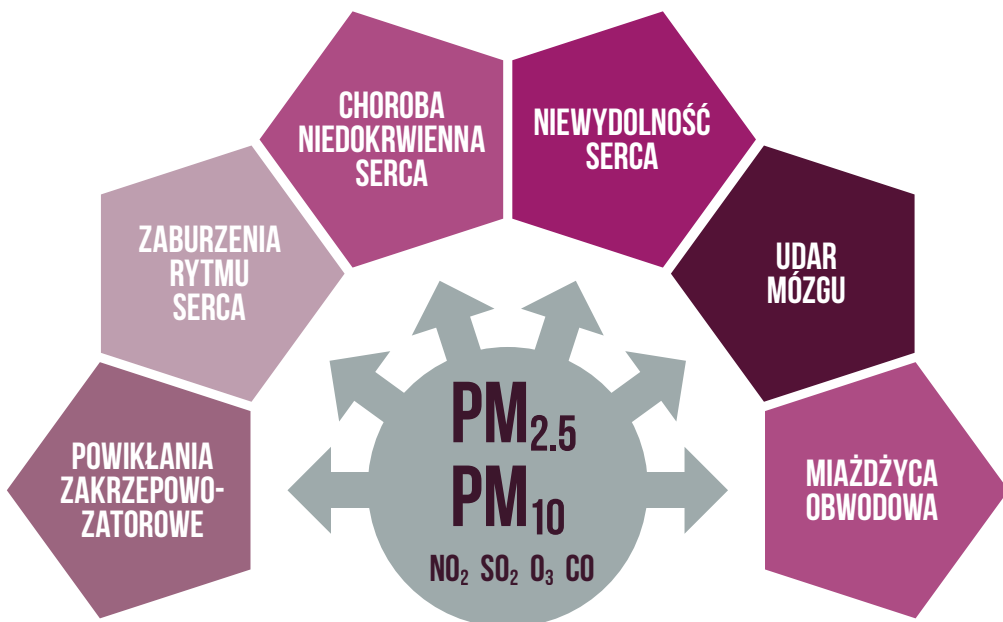 CHOROBA
NIEDOKRWIENNA
SERCA
NIEWYDOLNOŚĆ
SERCA
ZABURZENIA
RYTMU
SERCA
UDAR
MÓZGU
POWIKŁANIA
ZAKRZEPOWO-
ZATOROWE
MIAŻDŻYCA
OBWODOWA
PM2.5
PM10
NO2 SO2 O3 CO